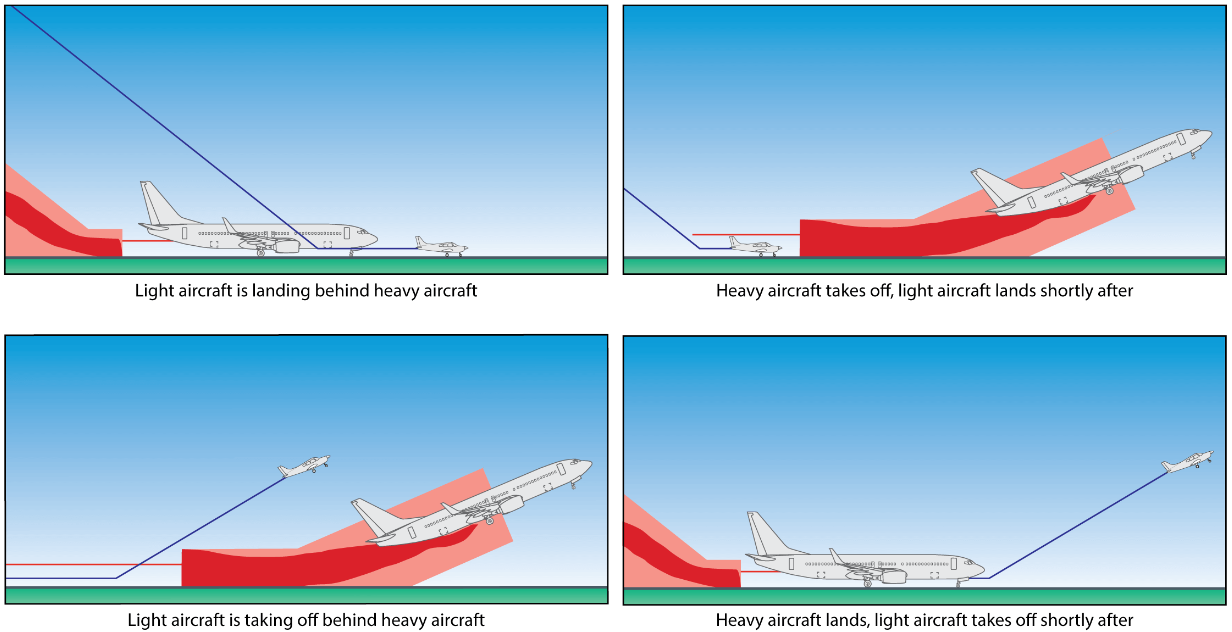 Light aircraft is landing behind heavy aircraft
Heavy aircraft takes off, light aircraft lands shortly after
Light aircraft is taking off behind heavy aircraft
Heavy aircraft lands, light aircraft takes off shortly after